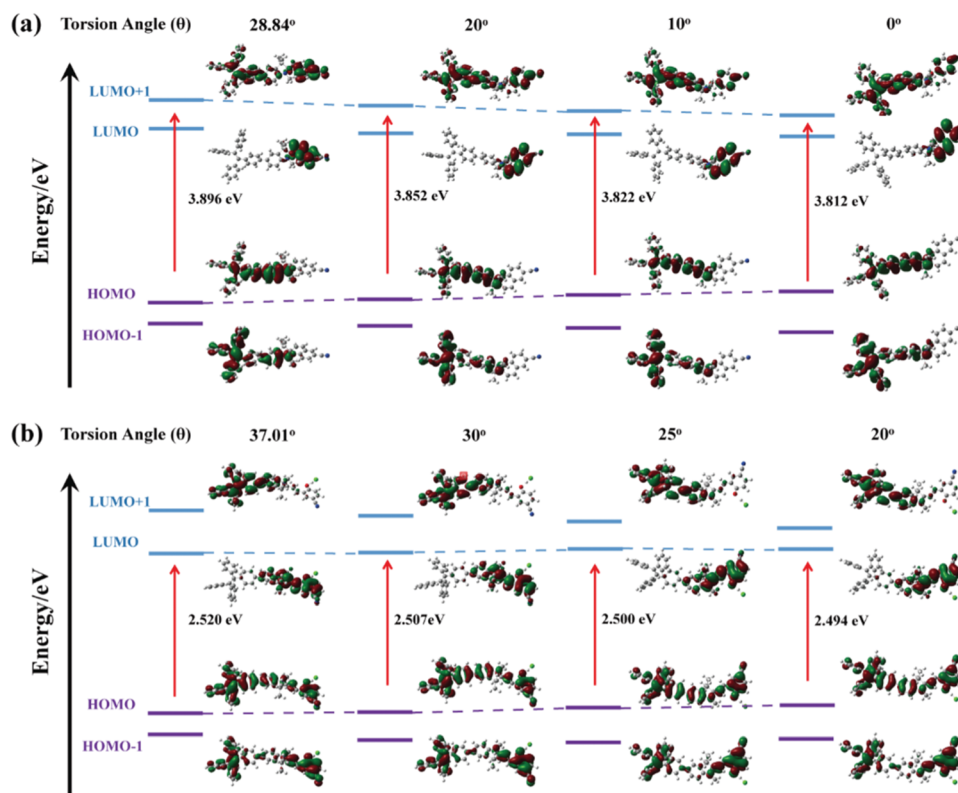 (a) Torsion Angle (θ) 28.84° 20° 10° 0°
LUMO+1
LUMO
3.896 eV 3.852 eV 3.822 eV 3.812 eV
Energy/eV
HOMO
HOMO-1
(b) Torsion Angle (θ) 37.01° 30° 25° 20°
LUMO+1
LUMO
2.520 eV 2.507eV 2.500 eV 2.494 eV
Energy/eV
HOMO
HOMO-1